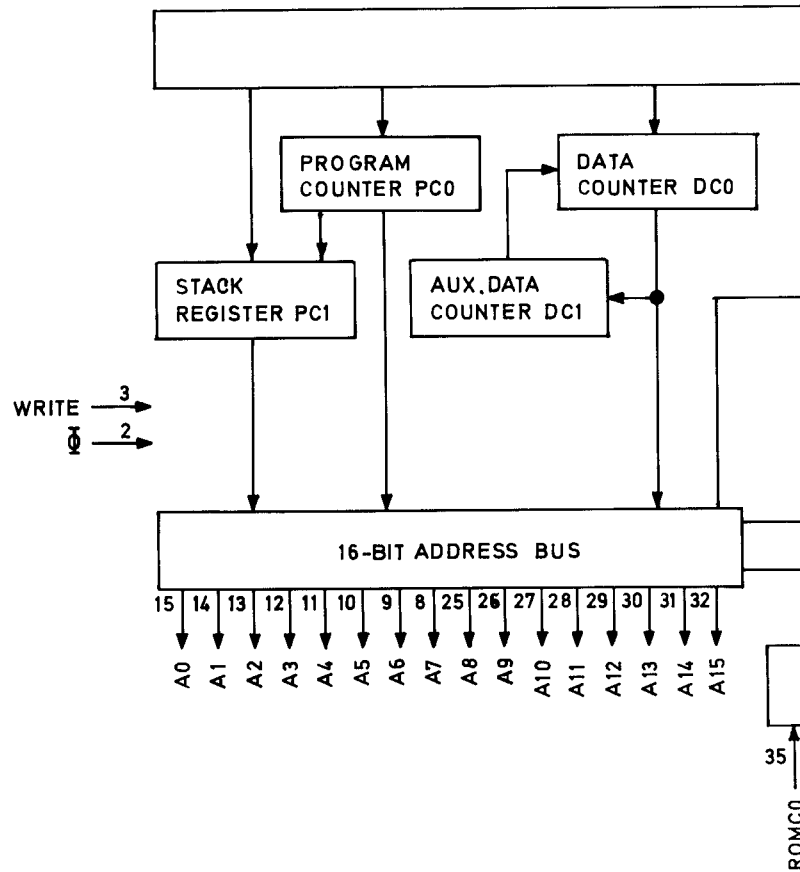 PROGRAM
COUNTER PC0
DATA
COUNTER DC0
STACK
REGISTER PC1
AUX. DATA
COUNTER DC1
WRITE 3
Φ 2
16-BIT ADDRESS BUS
15 14 13 12 11 10 9 8 25 26 27 28 29 30 31 32
A0 A1 A2 A3 A4 A5 A6 A7 A8 A9 A10 A11 A12 A13 A14 A15
35
ROMC0